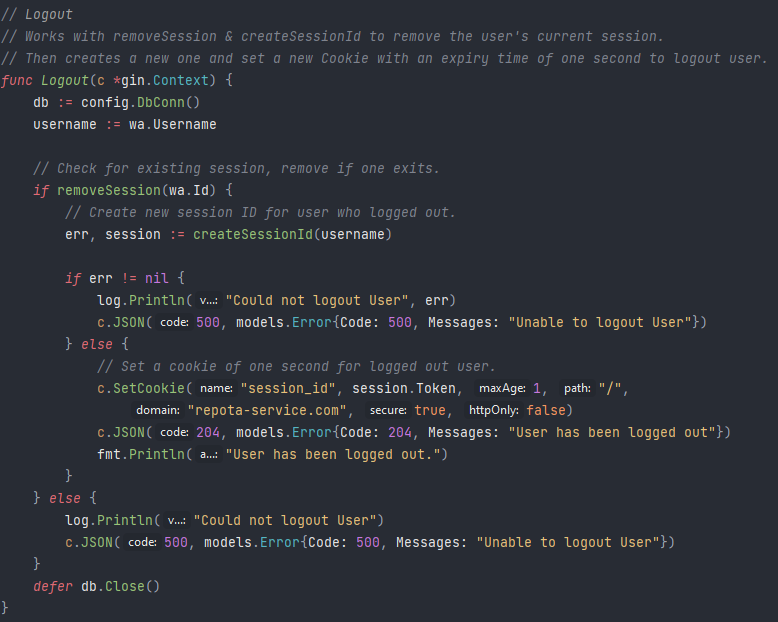 // Logout
// Works with removeSession & createSessionId to remove the user's current session.
// Then creates a new one and set a new Cookie with an expiry time of one second to logout user.
func Logout(c *gin.Context) {
    db := config.DbConn()
    username := wa.Username

    // Check for existing session, remove if one exits.
    if removeSession(wa.Id) {
        // Create new session ID for user who logged out.
        err, session := createSessionId(username)

        if err != nil {
            log.Println( v...: "Could not logout User", err)
            c.JSON( code: 500, models.Error{Code: 500, Messages: "Unable to logout User"})
        } else {
            // Set a cookie of one second for logged out user.
            c.SetCookie( name: "session_id", session.Token, maxAge: 1, path: "/",
                domain: "repota-service.com", secure: true, httpOnly: false)
            c.JSON( code: 204, models.Error{Code: 204, Messages: "User has been logged out"})
            fmt.Println( a...: "User has been logged out.")
        }
    } else {
        log.Println( v...: "Could not logout User")
        c.JSON( code: 500, models.Error{Code: 500, Messages: "Unable to logout User"})
    }
    defer db.Close()
}